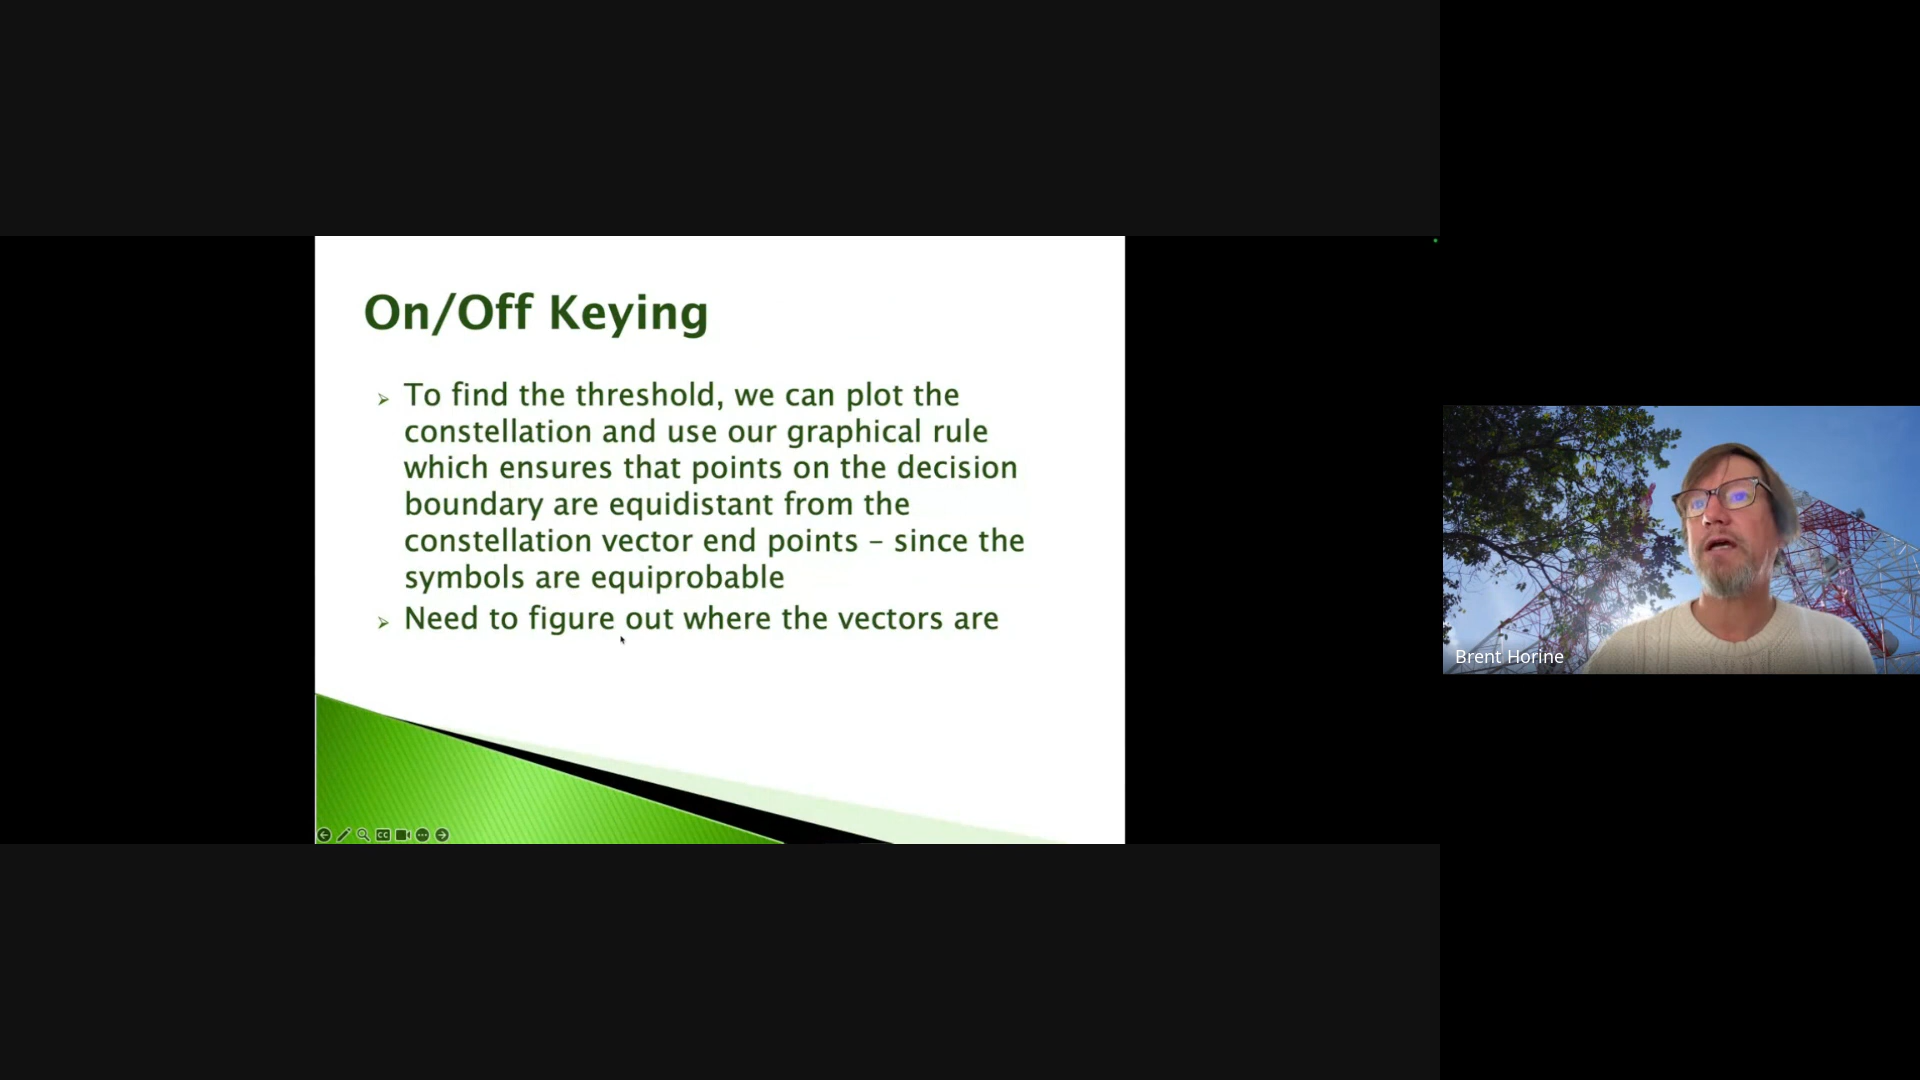 On/Off Keying
To find the threshold, we can plot the
constellation and use our graphical rule
which ensures that points on the decision
boundary are equidistant from the
constellation vector end points – since the
symbols are equiprobable
Need to figure out where the vectors are
CC
Brent Horine